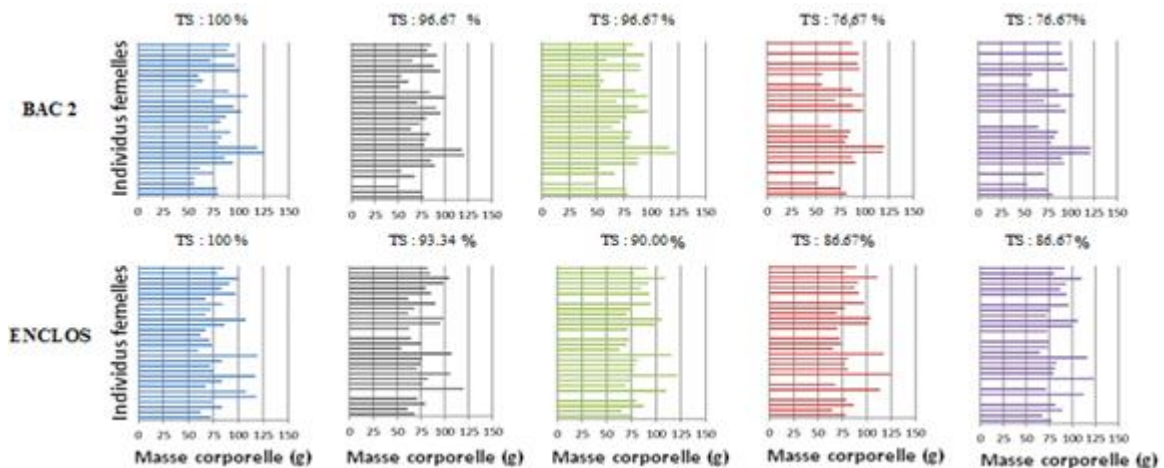 TS : 100 % TS : 96.67 % TS : 96.67 % TS : 76,67 % TS : 76.67%
BAC 2
Individus femelles
0 25 50 75 100 125 150 0 25 50 75 100 125 150 0 25 50 75 100 125 150 0 25 50 75 100 125 150 0 25 50 75 100 125 150
TS : 100 % TS : 93.34 % TS : 90.00% TS : 86.67% TS : 86.67%
ENCLOS
Individus femelles
0 25 50 75 100 125 150 0 25 50 75 100 125 150 0 25 50 75 100 125 150 0 25 50 75 100 125 150 0 25 50 75 100 125 150
Masse corporelle (g) Masse corporelle (g) Masse corporelle (g) Masse corporelle (g) Masse corporelle (g)